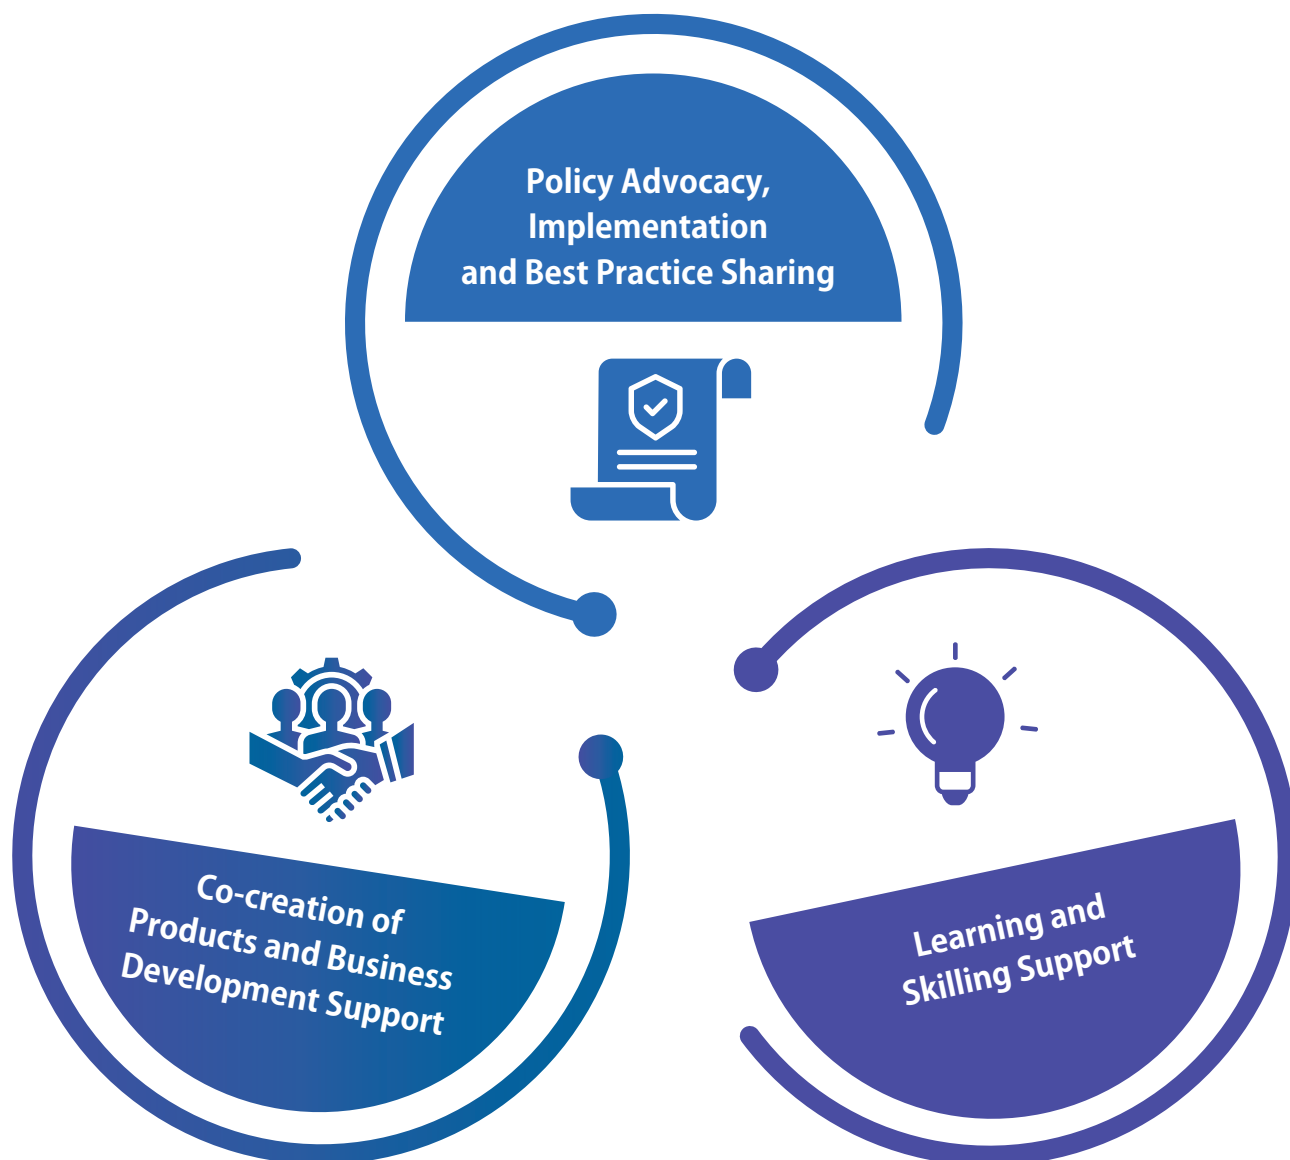 Policy Advocacy,
Implementation
and Best Practice Sharing
Co-creation of
Products and Business
Development Support
Learning and
Skilling Support